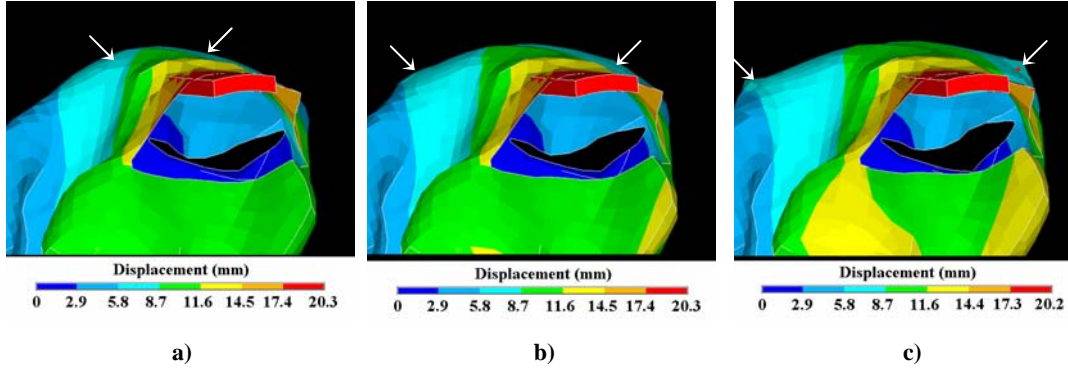 Displacement (mm)
0 2.9 5.8 8.7 11.6 14.5 17.4 20.3
a)
Displacement (mm)
0 2.9 5.8 8.7 11.6 14.5 17.4 20.3
b)
Displacement (mm)
0 2.9 5.8 8.7 11.6 14.5 17.3 20.2
c)